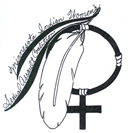 Minnesota Indian Women's
Sexual Assault Coalition